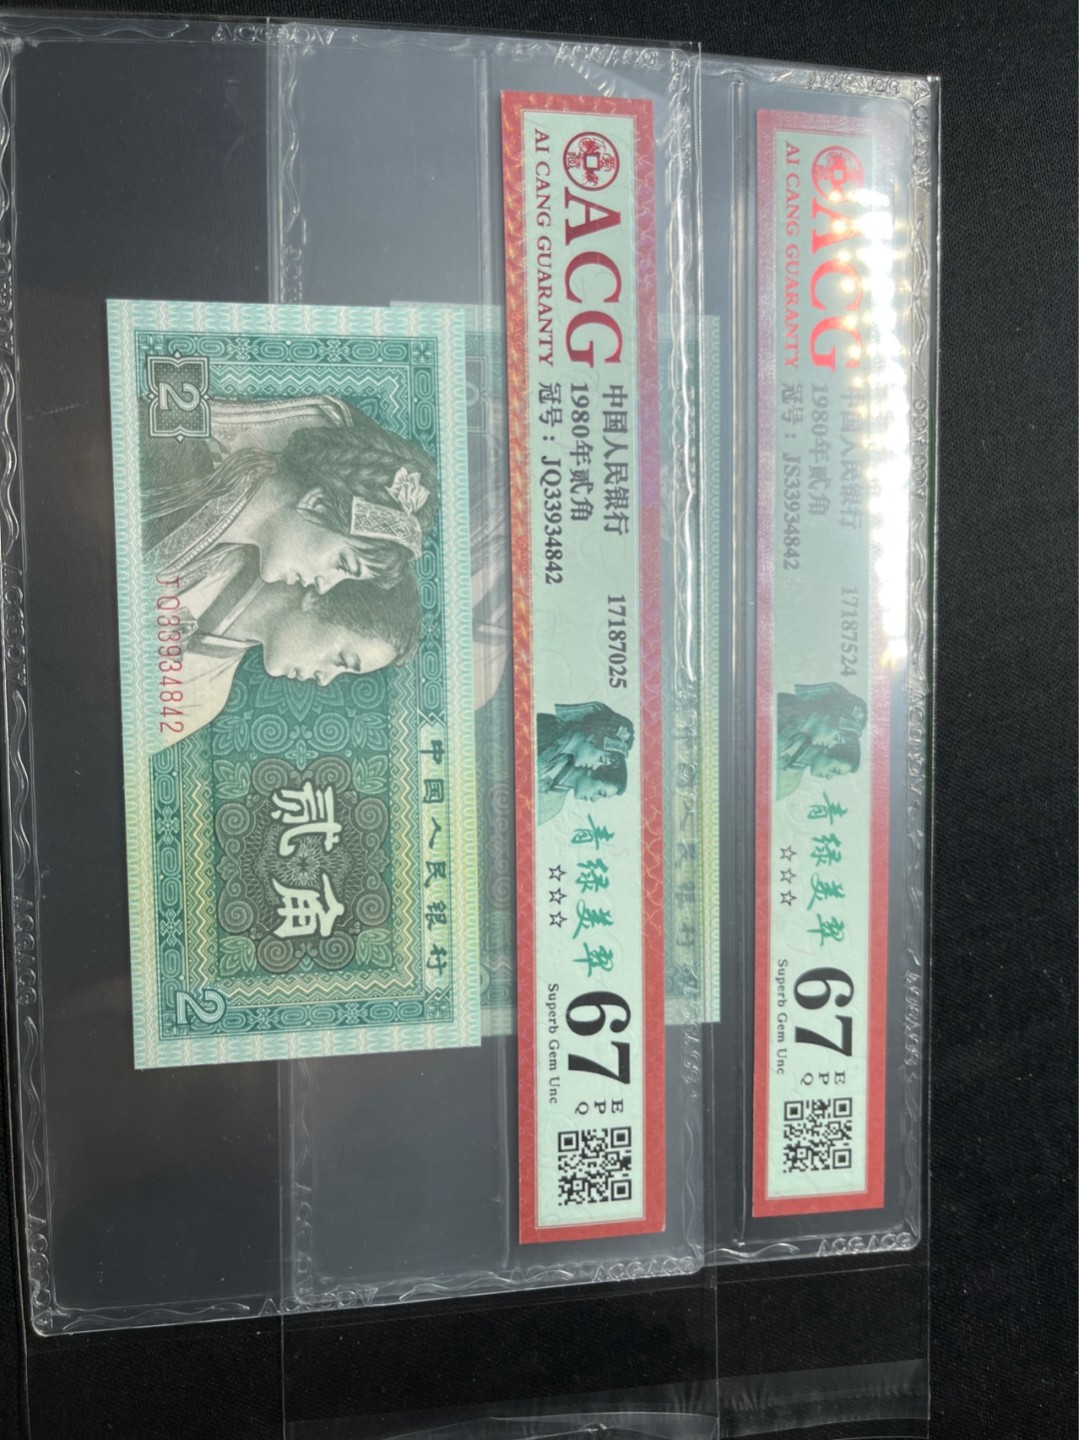 ACG
AI CANG GUARANTY
中国人民银行 17187025
1980年贰角
冠号：JQ33934842
青绿美翠
☆☆☆
67 EPQ
Superb Gem Unc
ACG
AI CANG GUARANTY
中国人民银行 17187524
1980年贰角
冠号：JS33934842
青绿美翠
☆☆☆
67 EPQ
Superb Gem Unc
中国人民银行
贰角
2
JQ33934842
2